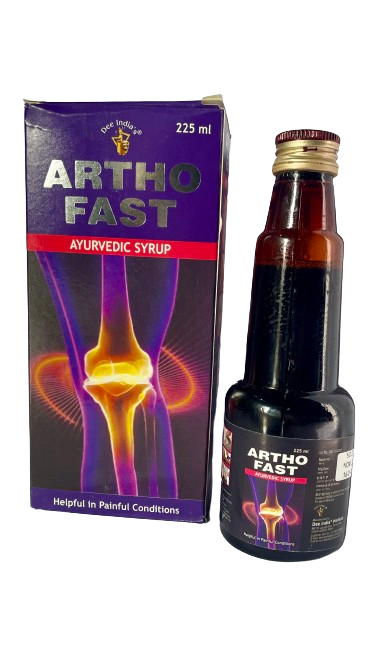 Dee India's®
225 ml
ARTHO
FAST
AYURVEDIC SYRUP
Helpful in Painful Conditions
225 ml
ARTHO
FAST
AYURVEDIC SYRUP
Helpful in Painful Conditions
Dee India's